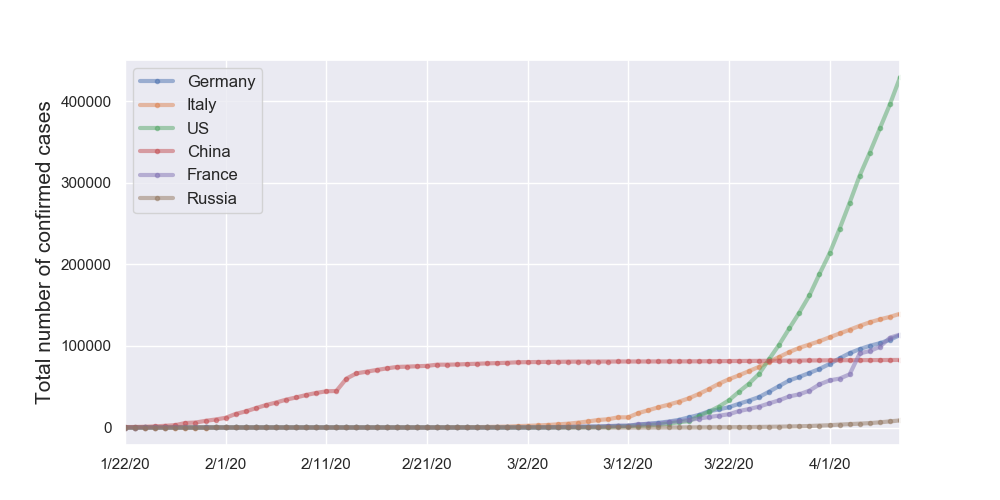 Total number of confirmed cases
400000
300000
200000
100000
0
Germany
Italy
US
China
France
Russia
1/22/20 2/1/20 2/11/20 2/21/20 3/2/20 3/12/20 3/22/20 4/1/20